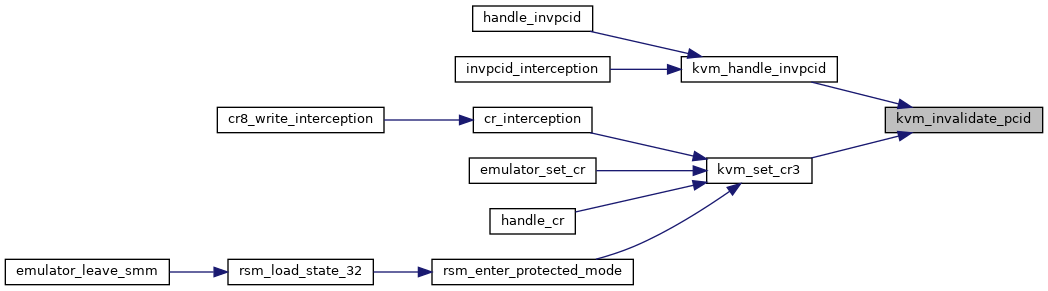 handle_invpcid
invpcid_interception
kvm_handle_invpcid
cr8_write_interception
cr_interception
kvm_invalidate_pcid
emulator_set_cr
kvm_set_cr3
handle_cr
emulator_leave_smm
rsm_load_state_32
rsm_enter_protected_mode